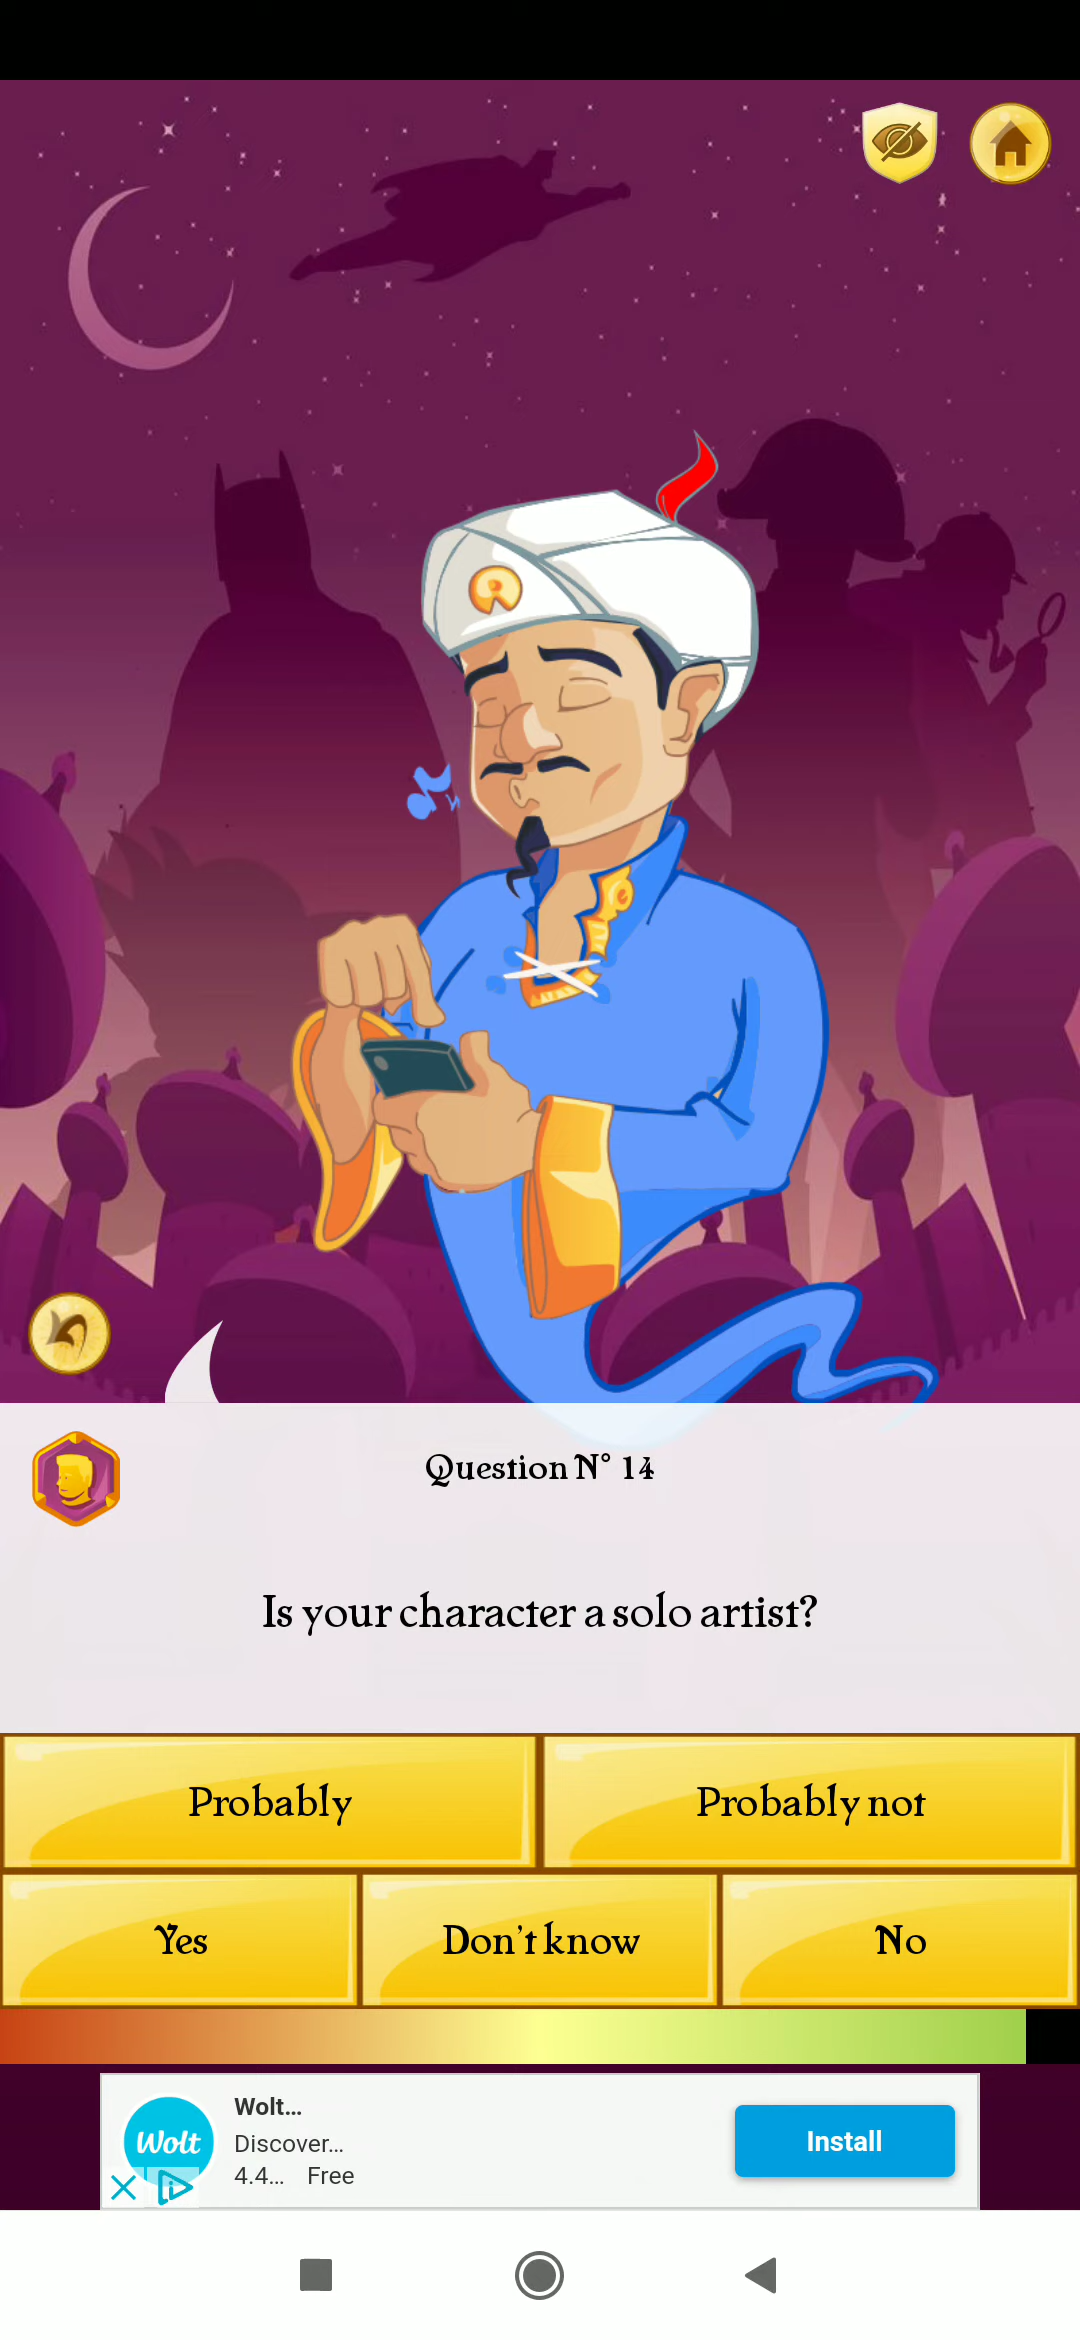 Question N° 14
Is your character a solo artist?
Probably
Probably not
Yes
Don't know
No
Wolt
Wolt...
Discover...
4.4... Free
Install